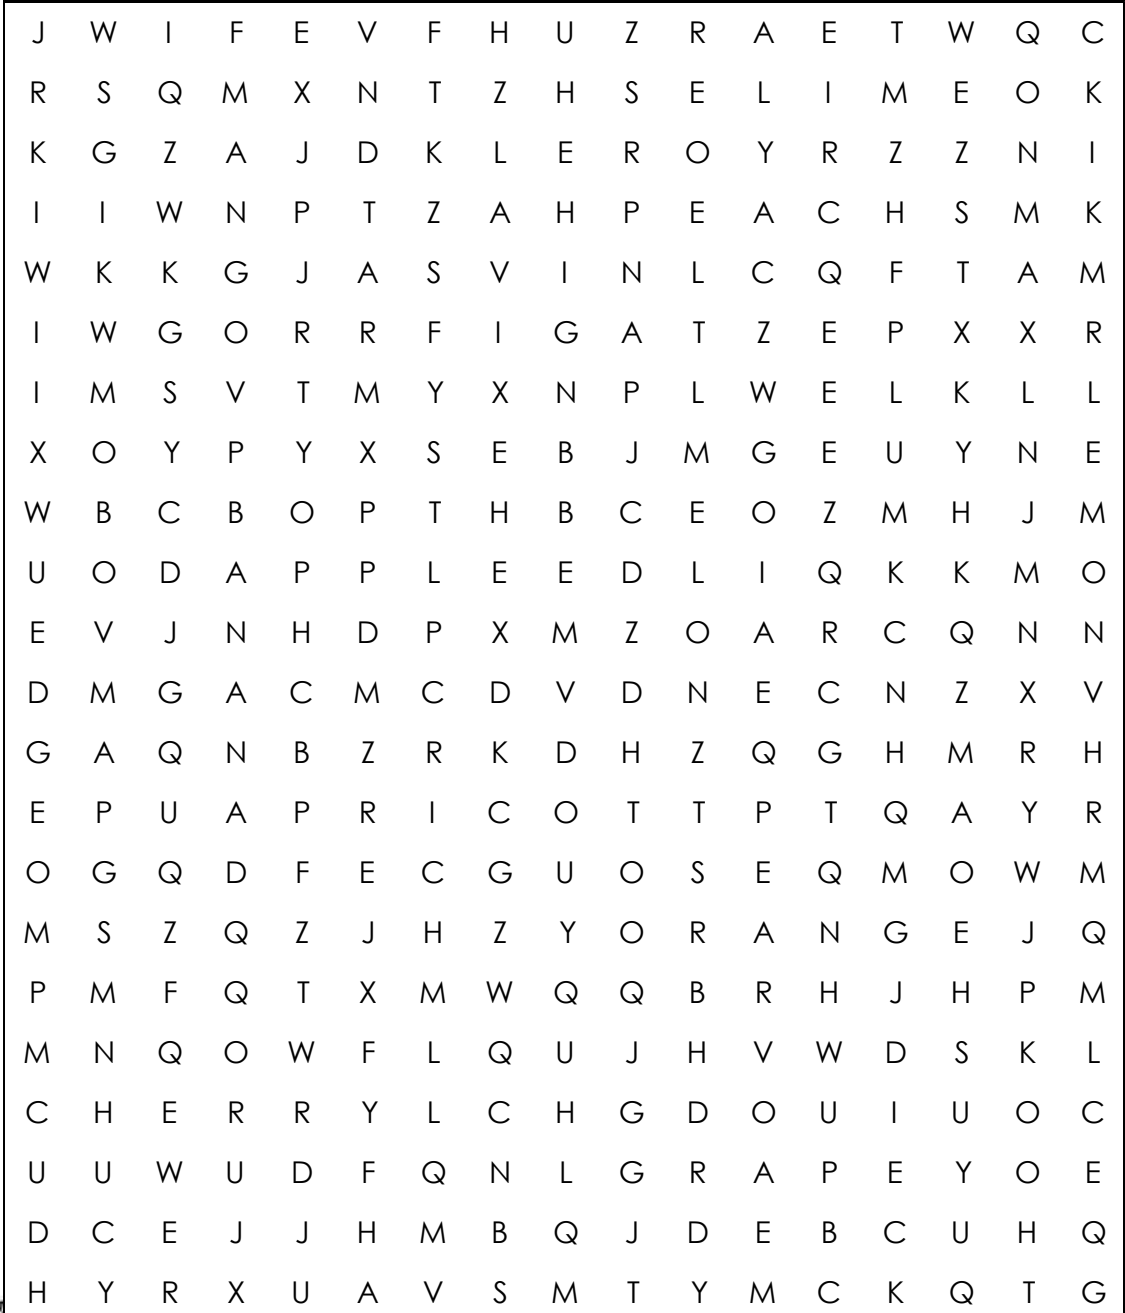 J W I F E V F H U Z R A E T W Q C
R S Q M X N T Z H S E L I M E O K
K G Z A J D K L E R O Y R Z Z N I
I I W N P T Z A H P E A C H S M K
W K K G J A S V I N L C Q F T A M
I W G O R R F I G A T Z E P X X R
I M S V T M Y X N P L W E L K L L
X O Y P Y X S E B J M G E U Y N E
W B C B O P T H B C E O Z M H J M
U O D A P P L E E D L I Q K K M O
E V J N H D P X M Z O A R C Q N N
D M G A C M C D V D N E C N Z X V
G A Q N B Z R K D H Z Q G H M R H
E P U A P R I C O T T P T Q A Y R
O G Q D F E C G U O S E Q M O W M
M S Z Q Z J H Z Y O R A N G E J Q
P M F Q T X M W Q Q B R H J H P M
M N Q O W F L Q U J H V W D S K L
C H E R R Y L C H G D O U I U O C
U U W U D F Q N L G R A P E Y O E
D C E J J H M B Q J D E B C U H Q
H Y R X U A V S M T Y M C K Q T G